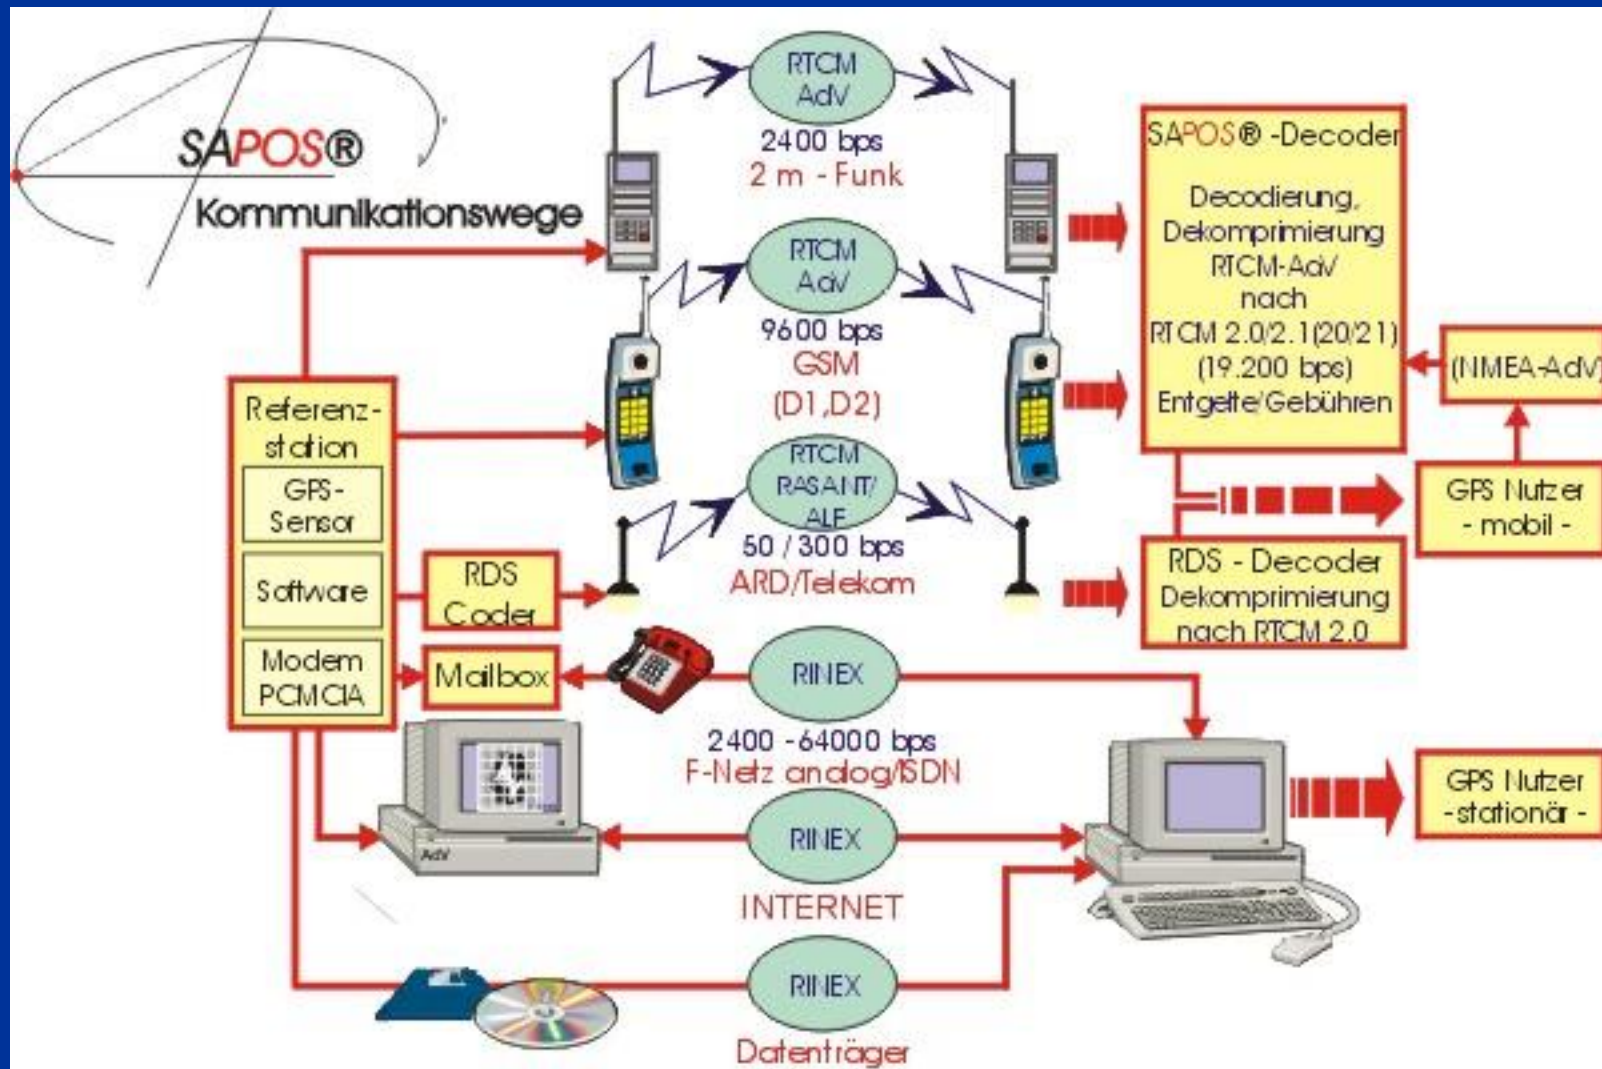 SAPOS®
Kommunikationswege
RTCM
AdV
2400 bps
2 m - Funk
RTCM
AdV
9600 bps
GSM
(D1,D2)
RTCM
RASANT/
ALF
50 / 300 bps
ARD/Telekom
Referenz-
station
GPS-
Sensor
Software
Modem
PCMCIA
RDS
Coder
Mailbox
RINEX
2400 -64000 bps
F-Netz analog/ISDN
AdV
RINEX
INTERNET
RINEX
Datenträger
SAPOS® -Decoder
Decodierung,
Dekomprimierung
RTCM-AdV
nach
RTCM 2.0/2.1(20/21)
(19.200 bps)
Entgelte/Gebühren
(NMEA-AdV)
GPS Nutzer
- mobil -
RDS - Decoder
Dekomprimierung
nach RTCM 2.0
GPS Nutzer
-stationär -